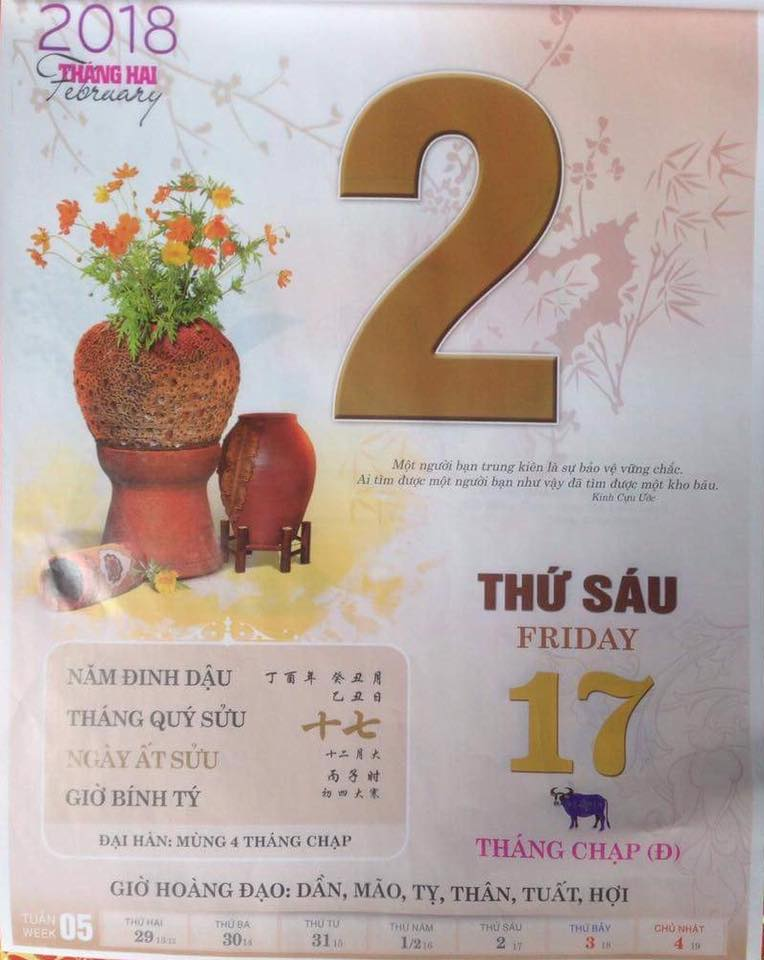 2018
THÁNG HAI
February
2
Một người bạn trung kiên là sự bảo vệ vững chắc.
Ai tìm được một người bạn như vậy đã tìm được một kho báu.
Kinh Cựu Ước
THỨ SÁU
FRIDAY
17
THÁNG CHẠP (Đ)
NĂM ĐINH DẬU
THÁNG QUÝ SỬU
NGÀY ẤT SỬU
GIỜ BÍNH TÝ
丁酉年 癸丑月
乙丑日
十七
十二月大
丙子时
初四大寒
ĐẠI HÀN: MÙNG 4 THÁNG CHẠP
GIỜ HOÀNG ĐẠO: DẦN, MÃO, TỴ, THÂN, TUẤT, HỢI
TUẦN
WEEK 05
THỨ HAI THỨ BA THỨ TƯ THỨ NĂM THỨ SÁU THỨ BẢY CHỦ NHẬT
29 13/12 30 14 31 15 1/2 16 2 17 3 18 4 19